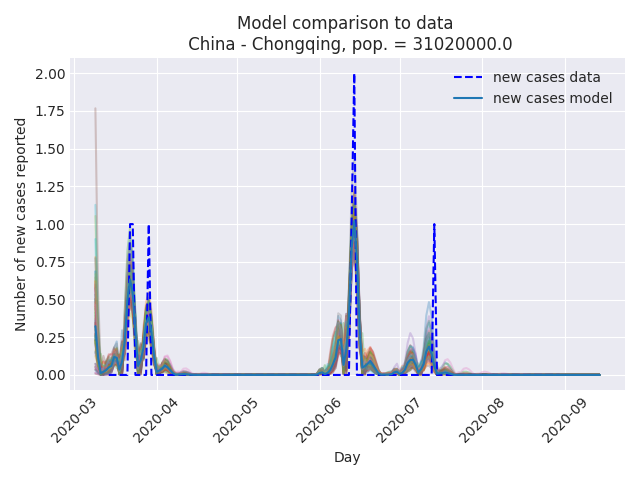 Model comparison to data
China - Chongqing, pop. = 31020000.0
new cases data
new cases model
Number of new cases reported
2.00
1.75
1.50
1.25
1.00
0.75
0.50
0.25
0.00
2020-03
2020-04
2020-05
2020-06
2020-07
2020-08
2020-09
Day